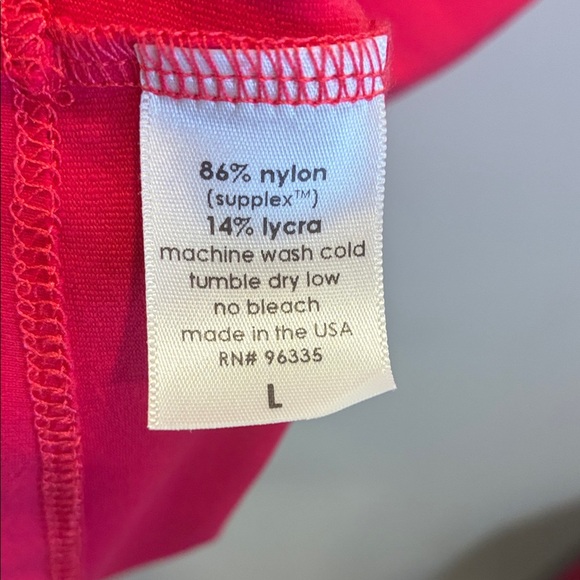 86% nylon
(supplex™)
14% lycra
machine wash cold
tumble dry low
no bleach
made in the USA
RN# 96335
L